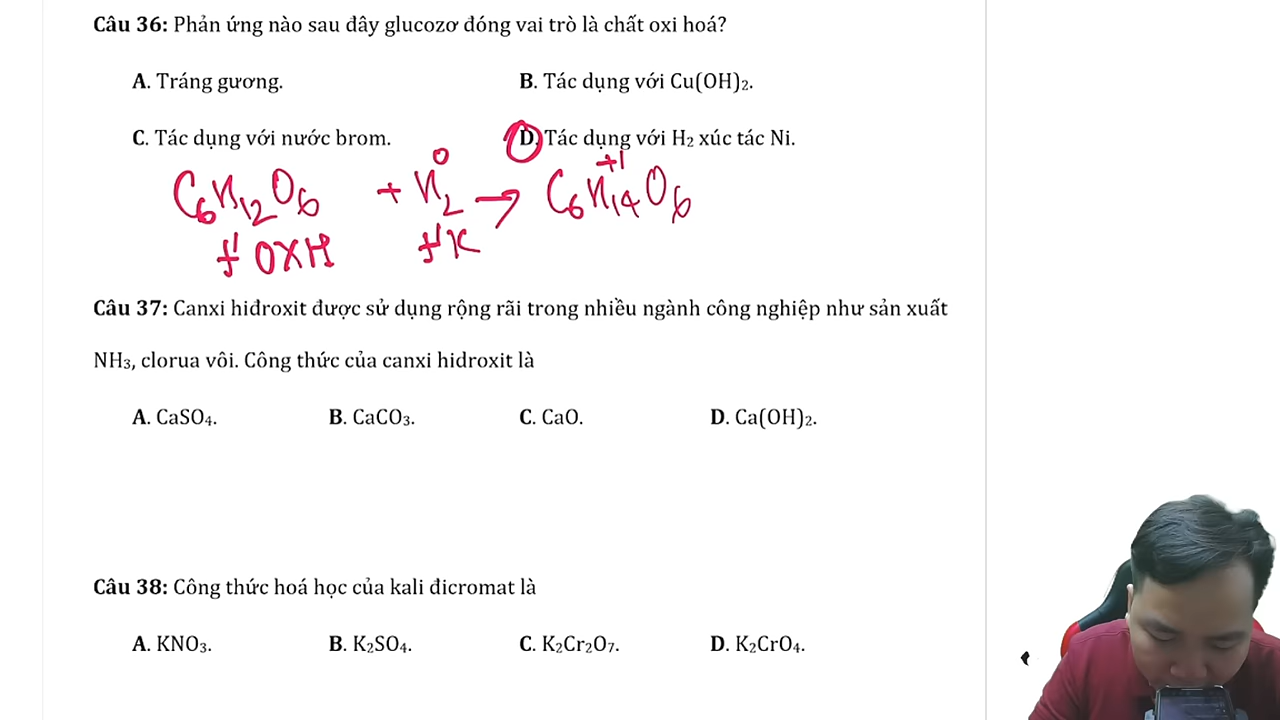 Câu 36: Phản ứng nào sau đây glucozơ đóng vai trò là chất oxi hoá?
A. Tráng gương. B. Tác dụng với Cu(OH)₂.
C. Tác dụng với nước brom. D. Tác dụng với H₂ xúc tác Ni.
0 +1
C₆H₁₂O₆ + H₂ → C₆H₁₄O₆
t' OXH t'K
Câu 37: Canxi hiđroxit được sử dụng rộng rãi trong nhiều ngành công nghiệp như sản xuất
NH₃, clorua vôi. Công thức của canxi hidroxit là
A. CaSO₄. B. CaCO₃. C. CaO. D. Ca(OH)₂.
Câu 38: Công thức hoá học của kali đicromat là
A. KNO₃. B. K₂SO₄. C. K₂Cr₂O₇. D. K₂CrO₄.